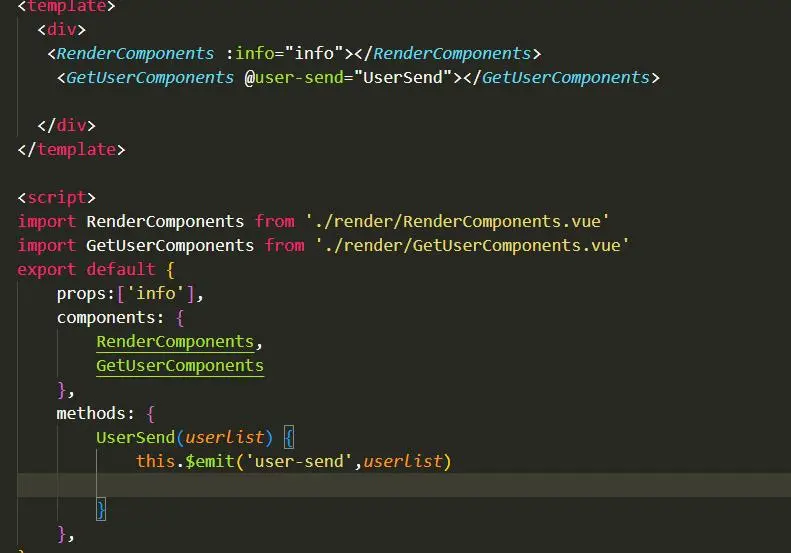 <template>
<div>
<RenderComponents :info="info"></RenderComponents>
<GetUserComponents @user-send="UserSend"></GetUserComponents>
</div>
</template>
<script>
import RenderComponents from './render/RenderComponents.vue'
import GetUserComponents from './render/GetUserComponents.vue'
export default {
props:['info'],
components: {
RenderComponents,
GetUserComponents
},
methods: {
UserSend(userlist) {
this.$emit('user-send',userlist)
}
},